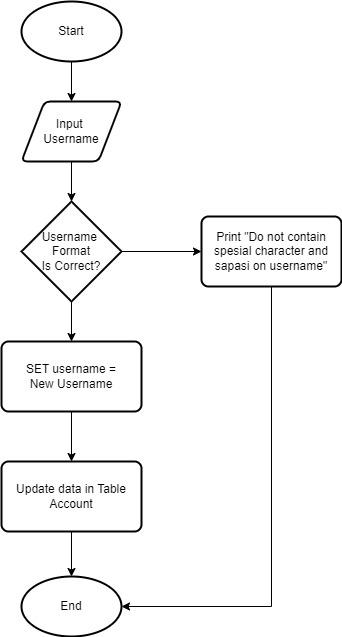 Start
Input
Username
Username
Format
Is Correct?
Print "Do not contain
spesial character and
sapasi on username"
SET username =
New Username
Update data in Table
Account
End